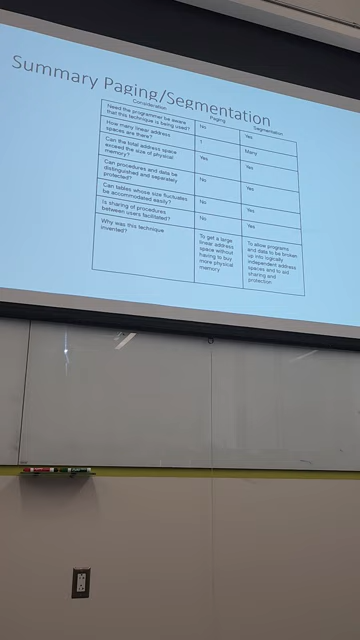 Summary Paging/Segmentation
Consideration Paging Segmentation
Need the programmer be aware
that this technique is being used? No Yes
How many linear address
spaces are there? 1 Many
Can the total address space
exceed the size of physical
memory? Yes Yes
Can procedures and data be
distinguished and separately
protected? No Yes
Can tables whose size fluctuates
be accommodated easily? No Yes
Is sharing of procedures
between users facilitated? No Yes
Why was this technique
invented?
To get a large
linear address
space without
having to buy
more physical
memory
To allow programs
and data to be broken
up into logically
independent address
spaces and to aid
sharing and
protection